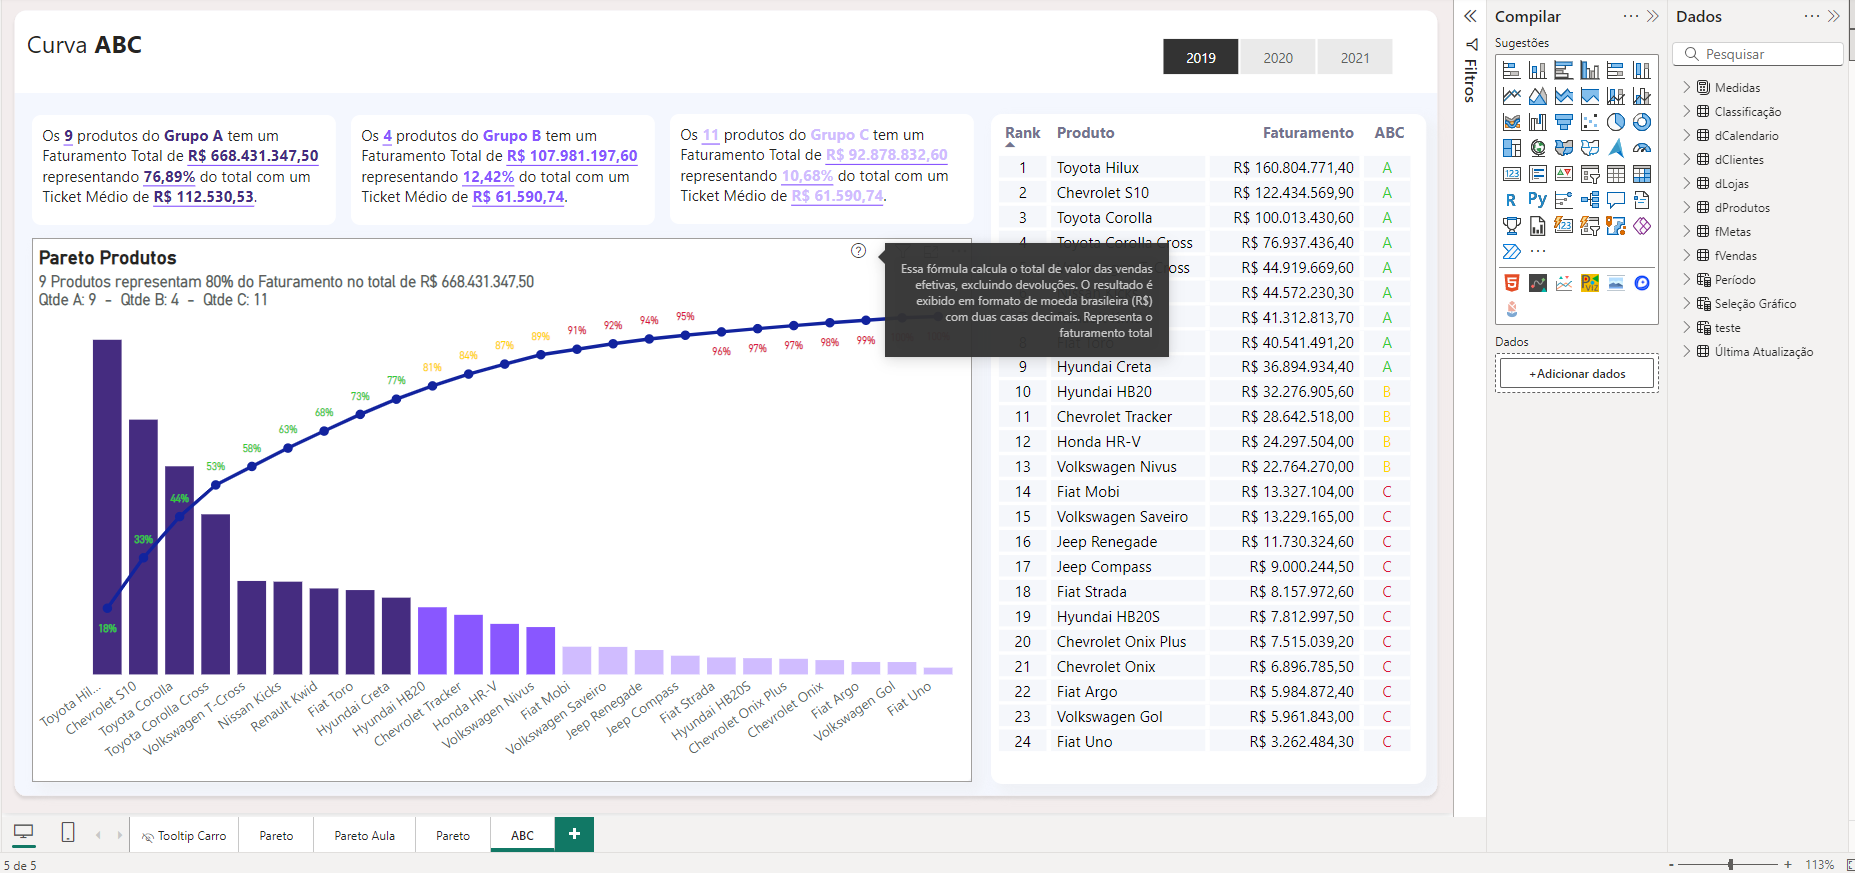 Curva ABC
2019
2020
2021
Os 9 produtos do Grupo A tem um
Faturamento Total de R$ 668.431.347,50
representando 76,89% do total com um
Ticket Médio de R$ 112.530,53.
Os 4 produtos do Grupo B tem um
Faturamento Total de R$ 107.981.197,60
representando 12,42% do total com um
Ticket Médio de R$ 61.590,74.
Os 11 produtos do Grupo C tem um
Faturamento Total de R$ 92.878.832,60
representando 10,68% do total com um
Ticket Médio de R$ 61.590,74.
Pareto Produtos
9 Produtos representam 80% do Faturamento no total de R$ 668.431.347.50
Qtde A: 9 - Qtde B: 4 - Qtde C: 11
?
Essa fórmula calcula o total de valor das vendas
efetivas, excluindo devoluções. O resultado é
exibido em formato de moeda brasileira (R$)
com duas casas decimais. Representa o
faturamento total
18%
33%
44%
53%
58%
63%
68%
73%
77%
81%
84%
87%
89%
91%
92%
94%
95%
96%
97%
97%
98%
99%
Toyota Hil...
Chevrolet S10
Toyota Corolla
Toyota Corolla Cross
Volkswagen T-Cross
Nissan Kicks
Renault Kwid
Fiat Toro
Hyundai Creta
Hyundai HB20
Chevrolet Tracker
Honda HR-V
Volkswagen Nivus
Fiat Mobi
Volkswagen Saveiro
Jeep Renegade
Jeep Compass
Fiat Strada
Hyundai HB20S
Chevrolet Onix Plus
Chevrolet Onix
Fiat Argo
Volkswagen Gol
Fiat Uno
Rank Produto Faturamento ABC
1 Toyota Hilux R$ 160.804.771,40 A
2 Chevrolet S10 R$ 122.434.569,90 A
3 Toyota Corolla R$ 100.013.430,60 A
4 Toyota Corolla Cross R$ 76.937.436,40 A
R$ 44.919.669,60 A
R$ 44.572.230,30 A
R$ 41.312.813,70 A
8 Fiat Toro R$ 40.541.491,20 A
9 Hyundai Creta R$ 36.894.934,40 A
10 Hyundai HB20 R$ 32.276.905,60 B
11 Chevrolet Tracker R$ 28.642.518,00 B
12 Honda HR-V R$ 24.297.504,00 B
13 Volkswagen Nivus R$ 22.764.270,00 B
14 Fiat Mobi R$ 13.327.104,00 C
15 Volkswagen Saveiro R$ 13.229.165,00 C
16 Jeep Renegade R$ 11.730.324,60 C
17 Jeep Compass R$ 9.000.244,50 C
18 Fiat Strada R$ 8.157.972,60 C
19 Hyundai HB20S R$ 7.812.997,50 C
20 Chevrolet Onix Plus R$ 7.515.039,20 C
21 Chevrolet Onix R$ 6.896.785,50 C
22 Fiat Argo R$ 5.984.872,40 C
23 Volkswagen Gol R$ 5.961.843,00 C
24 Fiat Uno R$ 3.262.484,30 C
Filtros
Compilar
Sugestões
123
R Py
Dados
+Adicionar dados
Dados
Pesquisar
Medidas
Classificação
dCalendario
dClientes
dLojas
dProdutos
fMetas
fVendas
Período
Seleção Gráfico
teste
Última Atualização
Tooltip Carro
Pareto
Pareto Aula
Pareto
ABC
+
5 de 5
- + 113%